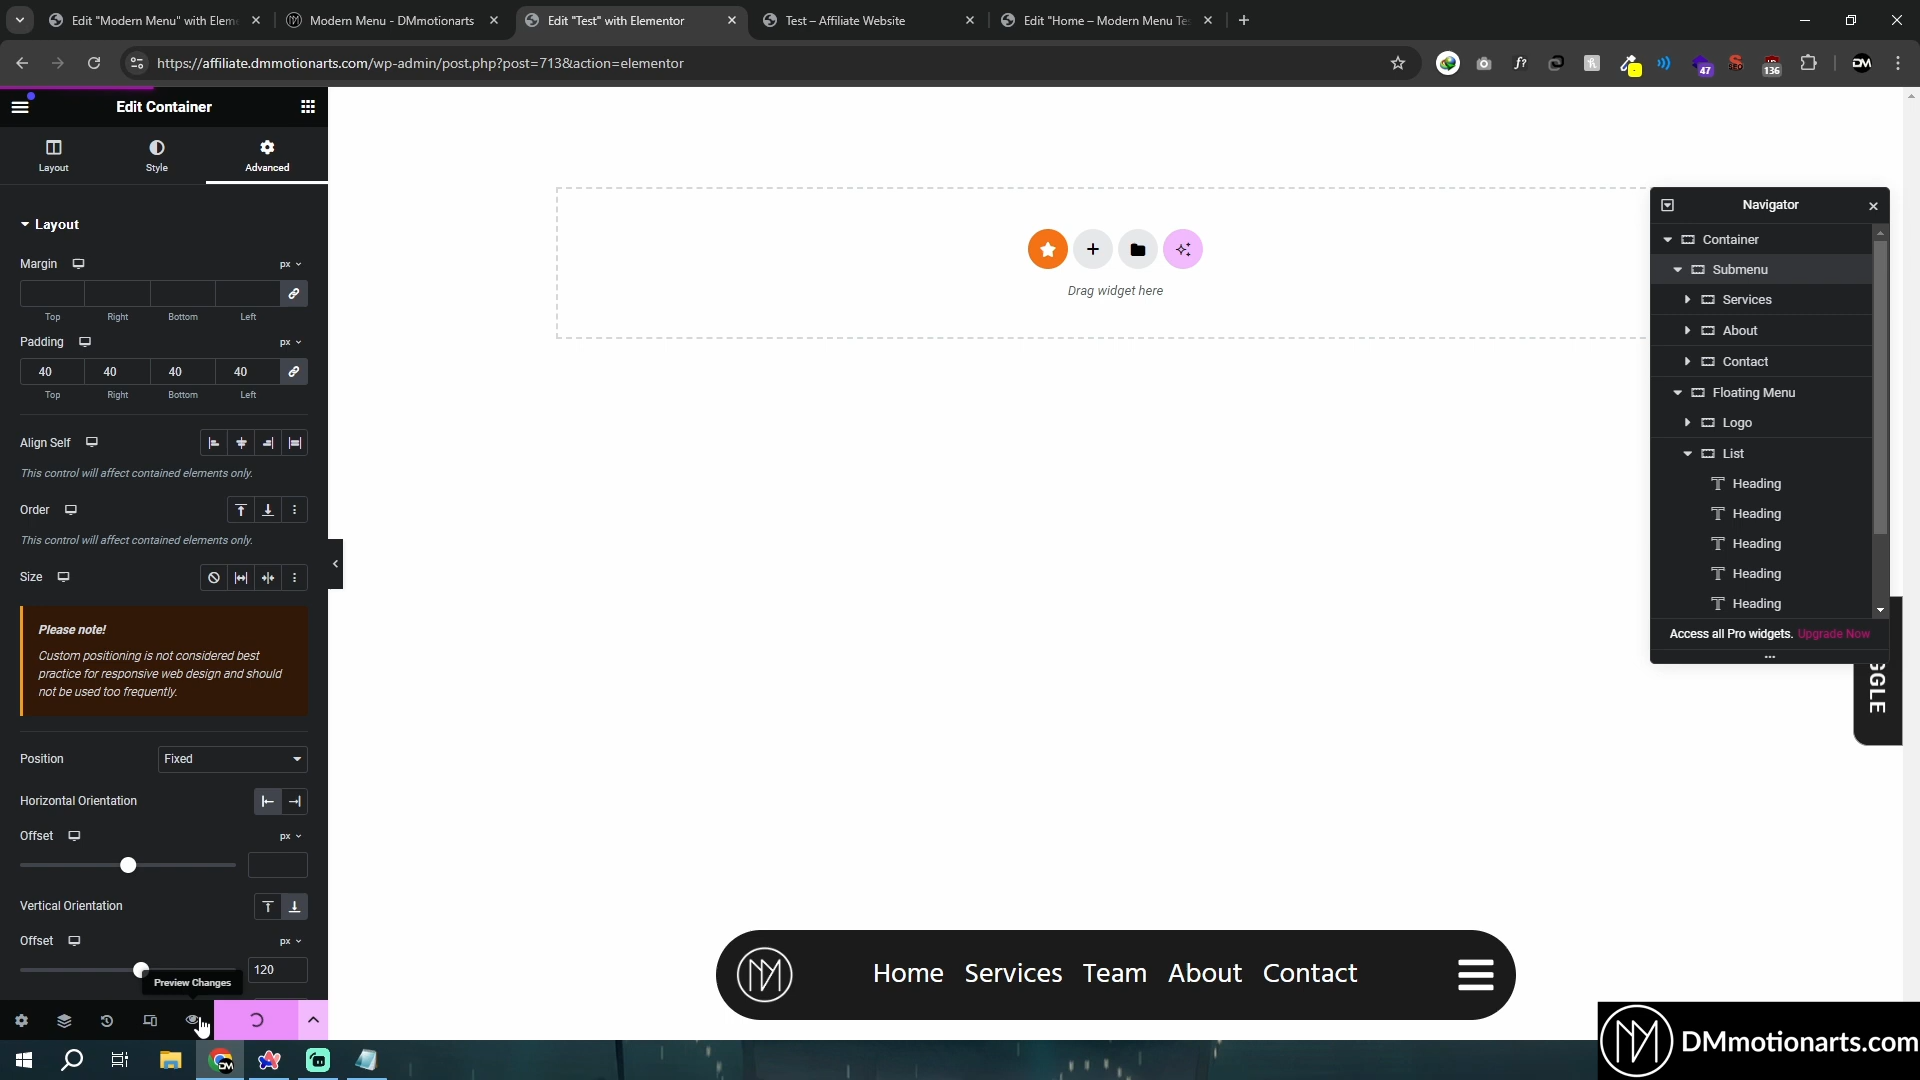 Edit "Modern Menu" with Elem
Modern Menu - DMmotionarts
Edit "Test" with Elementor
Test – Affiliate Website
Edit "Home – Modern Menu Te
https://affiliate.dmmotionarts.com/wp-admin/post.php?post=713&action=elementor
47
136
Edit Container
Layout
Style
Advanced
Layout
Margin
px
Top
Right
Bottom
Left
Padding
px
40
40
40
40
Top
Right
Bottom
Left
Align Self
This control will affect contained elements only.
Order
This control will affect contained elements only.
Size
Please note!
Custom positioning is not considered best
practice for responsive web design and should
not be used too frequently.
Position
Fixed
Horizontal Orientation
Offset
px
Vertical Orientation
Offset
px
120
Preview Changes
Drag widget here
Navigator
Container
Submenu
Services
About
Contact
Floating Menu
Logo
List
Heading
Heading
Heading
Heading
Heading
Access all Pro widgets. Upgrade Now
GGLE
Home
Services
Team
About
Contact
DMmotionarts.com